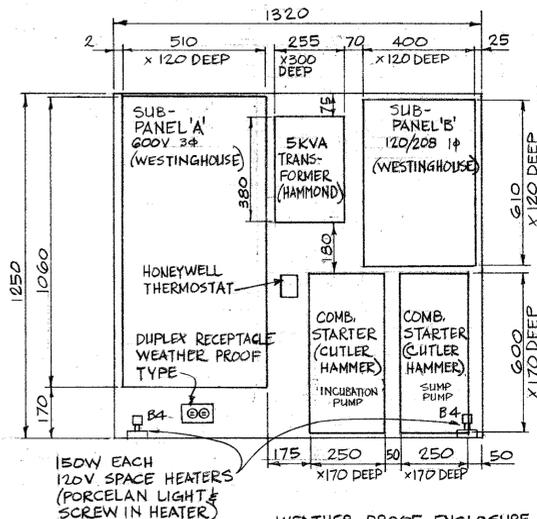 1320
2
510
255
70
400
25
x 120 DEEP
x300
DEEP
x120 DEEP
SUB-
PANEL 'A'
600V 3Φ
(WESTINGHOUSE)
75
5KVA
TRANS-
FORMER
(HAMMOND)
380
SUB-
PANEL 'B'
120/208 1Φ
(WESTINGHOUSE)
610
x120 DEEP
1250
1060
180
HONEYWELL
THERMOSTAT
DUPLEX RECEPTACLE
WEATHER PROOF
TYPE
COMB.
STARTER
(CUTLER
HAMMER)
INCUBATION
PUMP
COMB.
STARTER
(CUTLER
HAMMER)
SUMP
PUMP
600
x170 DEEP
170
B4
B4
150W EACH
120V SPACE HEATERS
(PORCELAN LIGHT &
SCREW IN HEATER)
175
250
50
250
50
x170 DEEP
x170 DEEP
WEATHER PROOF ENCLOSURE